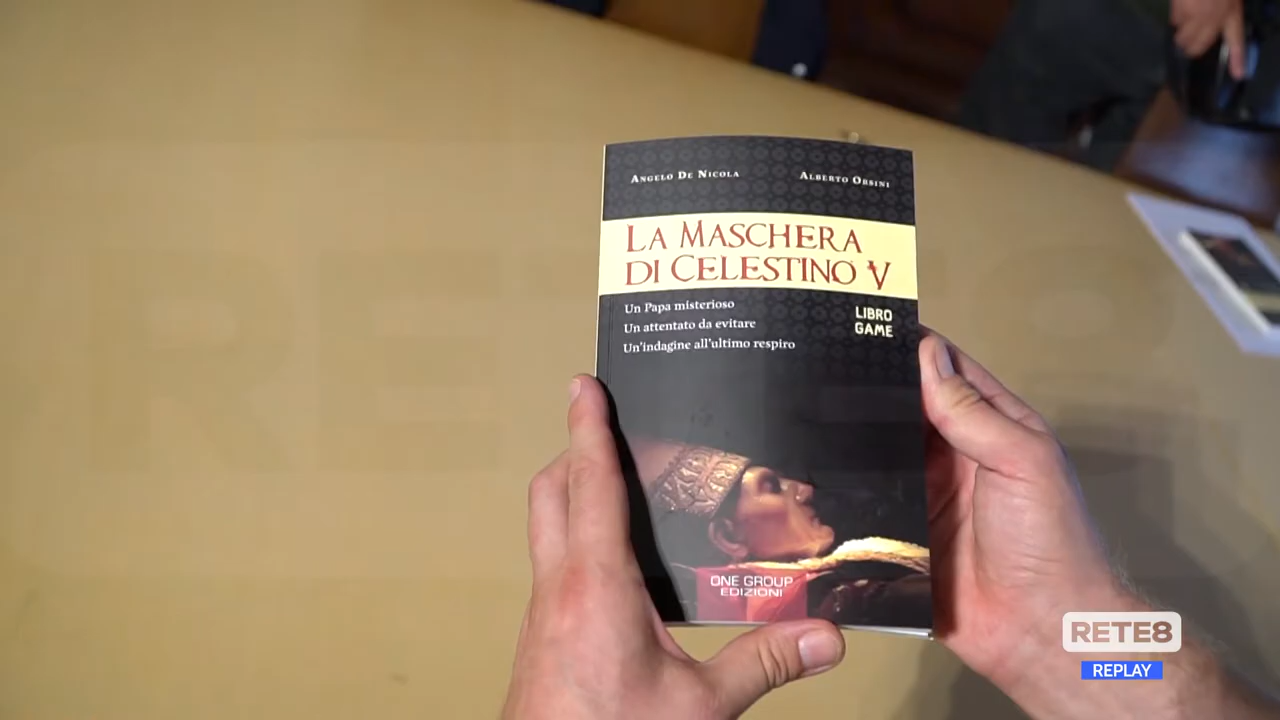 Angelo De Nicola
Alberto Orsini
La Maschera
di Celestino V
Un Papa misterioso
Un attentato da evitare
Un'indagine all'ultimo respiro
LIBRO
GAME
ONE GROUP
EDIZIONI
RETE8
REPLAY